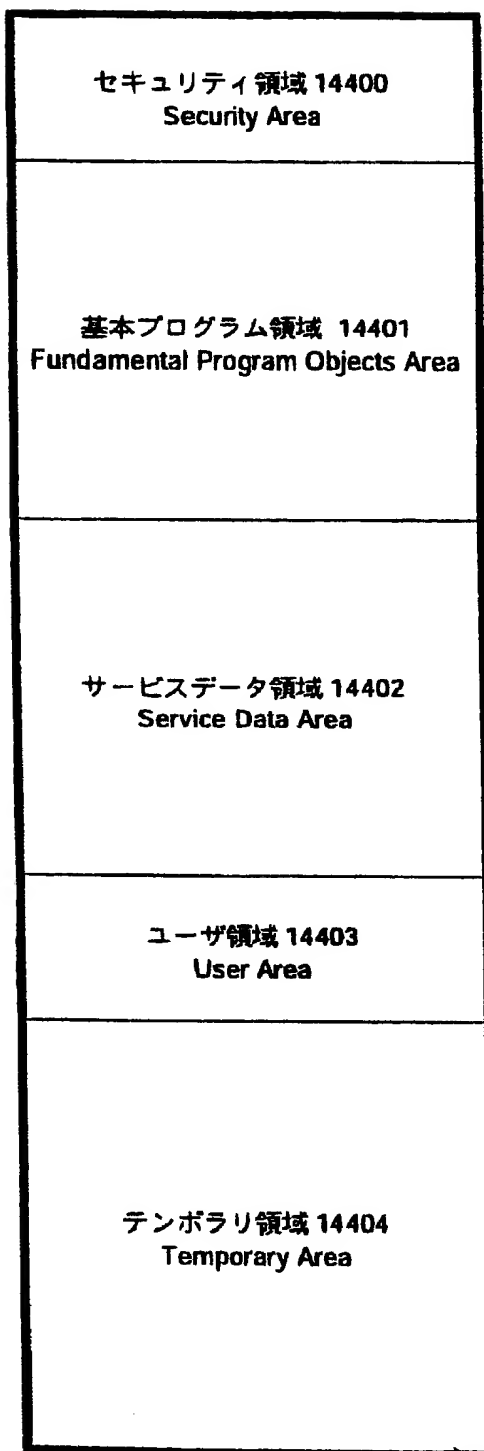 セキュリティ領域 14400
Security Area
基本プログラム領域 14401
Fundamental Program Objects Area
サービスデータ領域 14402
Service Data Area
ユーザ領域 14403
User Area
テンポラリ領域 14404
Temporary Area